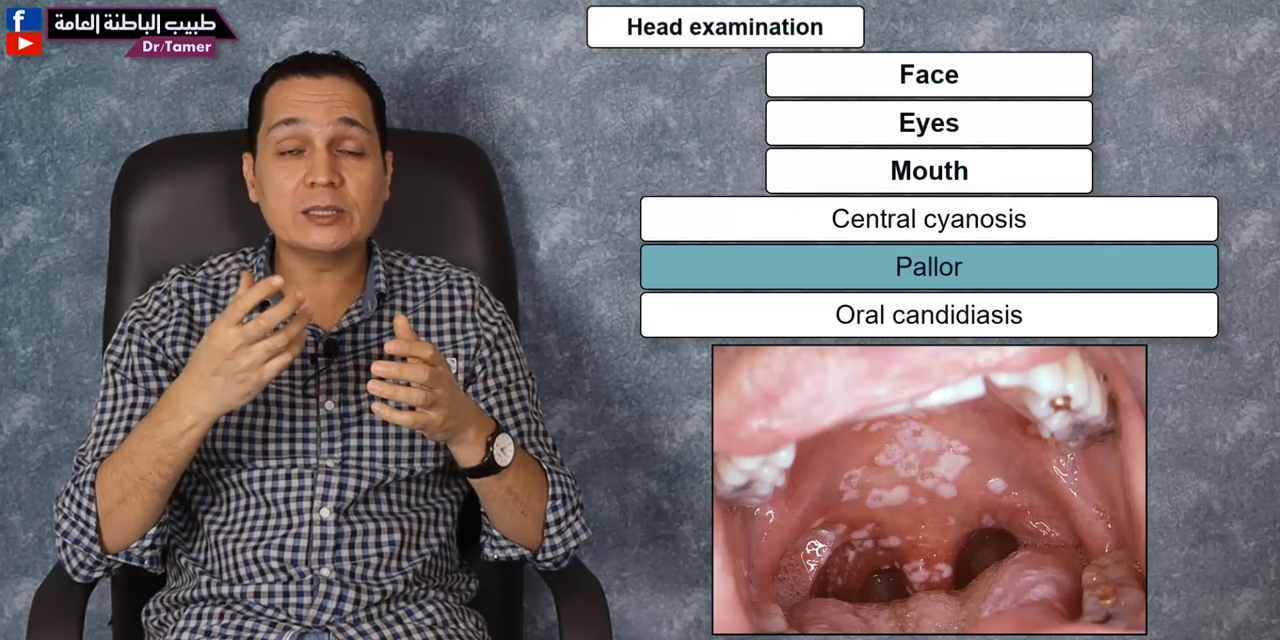 طبيب الباطنة العامة
Dr/Tamer
Head examination
Face
Eyes
Mouth
Central cyanosis
Pallor
Oral candidiasis